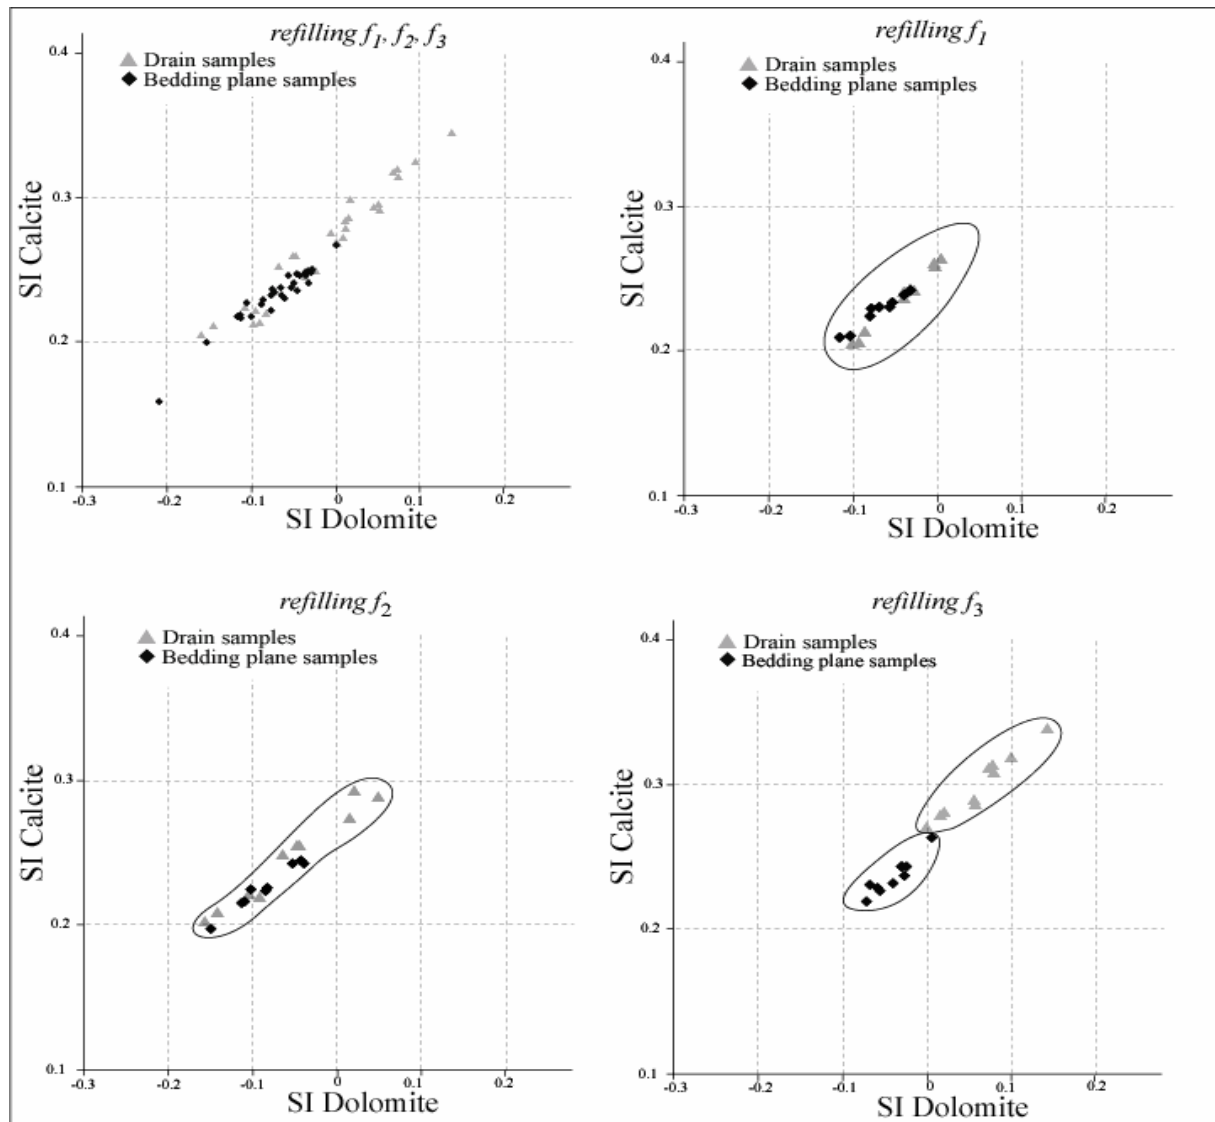 refilling f1, f2, f3
Drain samples
Bedding plane samples
0.4
0.3
0.2
0.1
SI Calcite
-0.3
-0.2
-0.1
0
0.1
0.2
SI Dolomite
refilling f1
Drain samples
Bedding plane samples
0.4
0.3
0.2
0.1
SI Calcite
-0.3
-0.2
-0.1
0
0.1
0.2
SI Dolomite
refilling f2
Drain samples
Bedding plane samples
0.4
0.3
0.2
0.1
SI Calcite
-0.3
-0.2
-0.1
0
0.1
0.2
SI Dolomite
refilling f3
Drain samples
Bedding plane samples
0.4
0.3
0.2
0.1
SI Calcite
-0.3
-0.2
-0.1
0
0.1
0.2
SI Dolomite